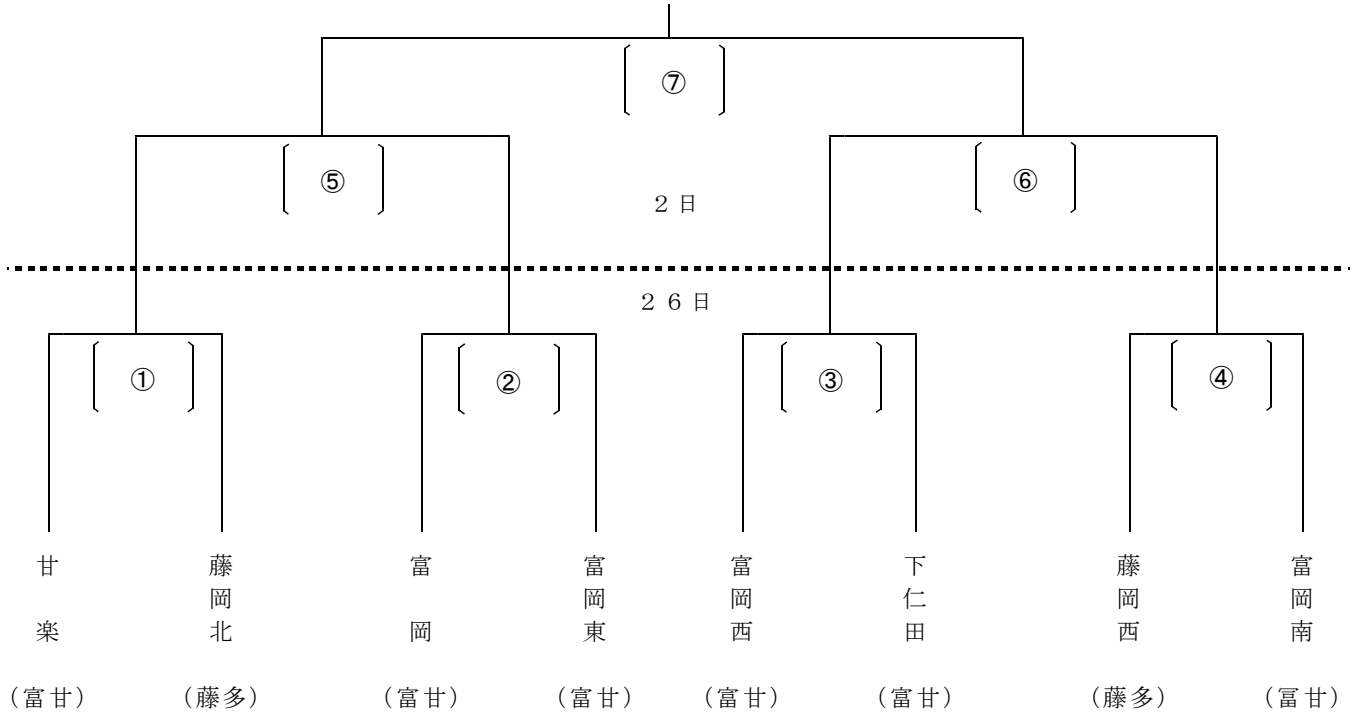 ⑦
⑤
⑥
2日
26日
①
②
③
④
甘楽
藤岡北
富岡
富岡東
富岡西
下仁田
藤岡西
富岡南
（富甘）
（藤多）
（富甘）
（富甘）
（富甘）
（富甘）
（藤多）
（冨甘）